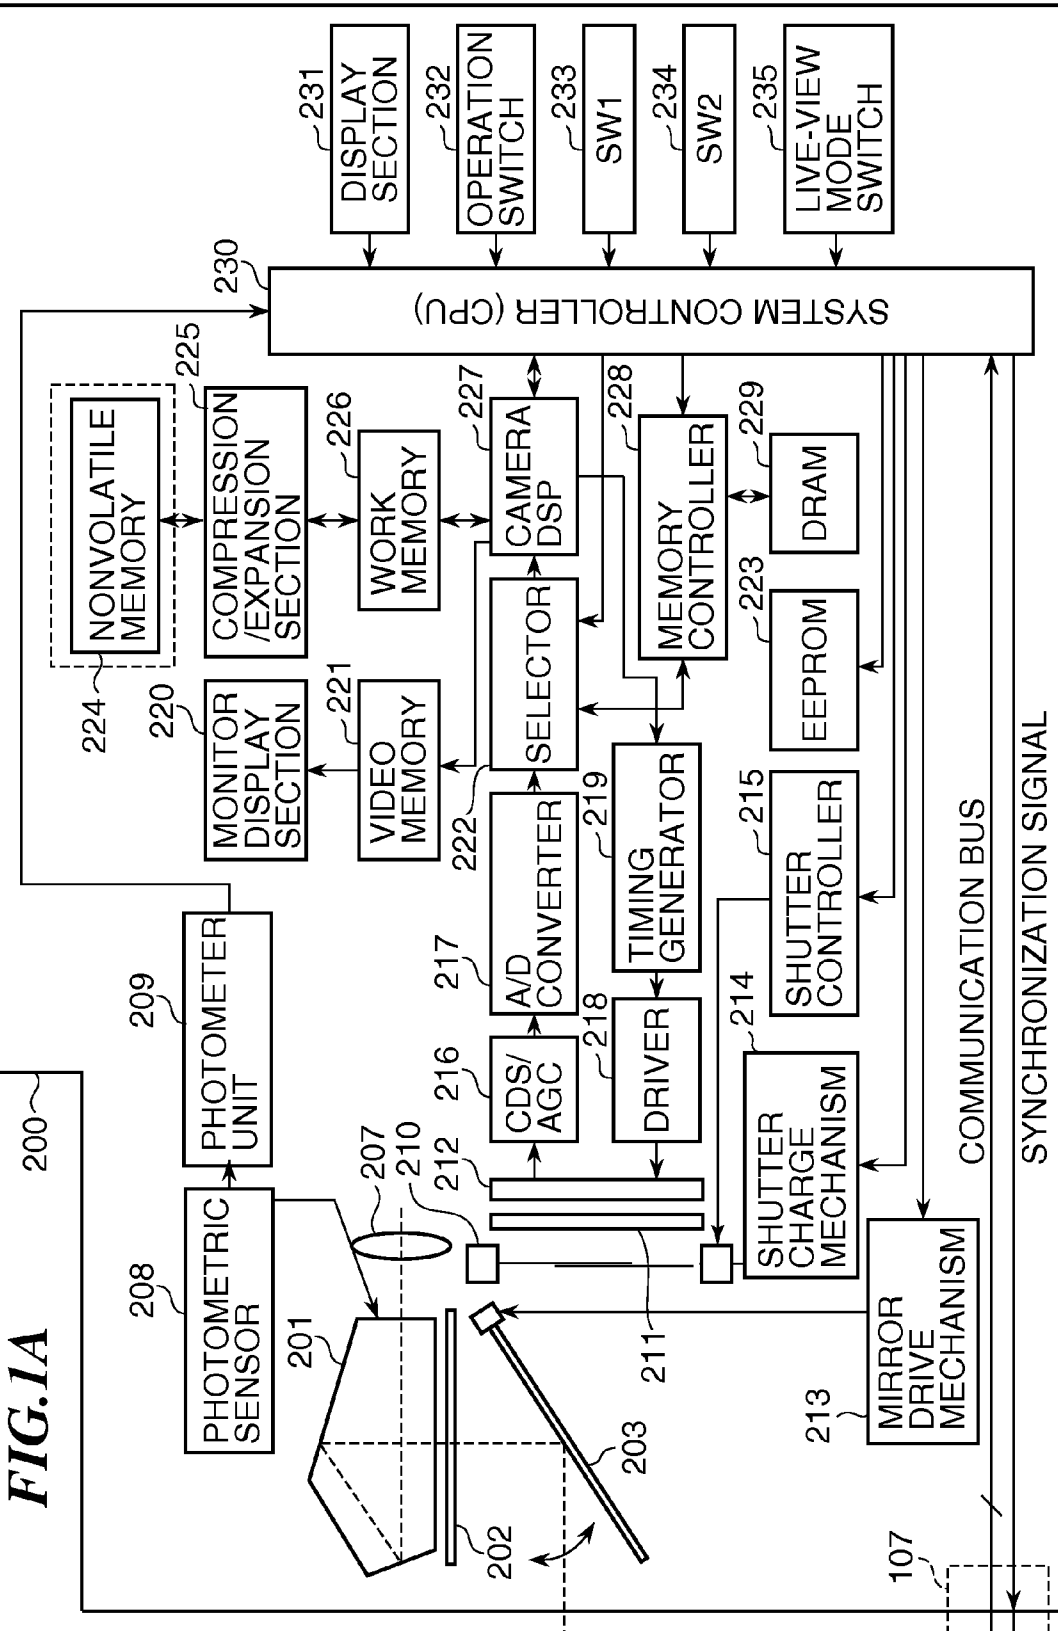 FIG.1A
200
208
PHOTOMETRIC
SENSOR
209
PHOTOMETER
UNIT
201
207
210
202
203
211
212
213
MIRROR
DRIVE
MECHANISM
214
SHUTTER
CHARGE
MECHANISM
215
SHUTTER
CONTROLLER
216
CDS/
AGC
217
A/D
CONVERTER
218
DRIVER
219
TIMING
GENERATOR
220
MONITOR
DISPLAY
SECTION
221
VIDEO
MEMORY
222
SELECTOR
223
EEPROM
224
NONVOLATILE
MEMORY
225
COMPRESSION
/EXPANSION
SECTION
226
WORK
MEMORY
227
CAMERA
DSP
228
MEMORY
CONTROLLER
229
DRAM
230
SYSTEM CONTROLLER (CPU)
231
DISPLAY
SECTION
232
OPERATION
SWITCH
233
SW1
234
SW2
235
LIVE-VIEW
MODE
SWITCH
107
COMMUNICATION BUS
SYNCHRONIZATION SIGNAL